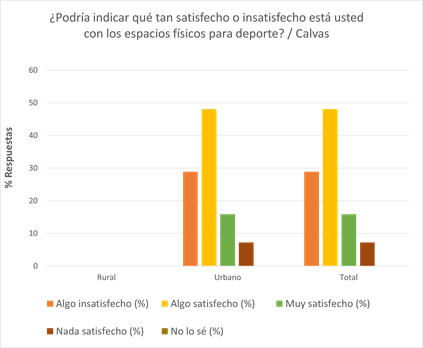 ¿Podría indicar qué tan satisfecho o insatisfecho está usted
con los espacios físicos para deporte? / Calvas
60
50
40
30
20
10
0
% Respuestas
Rural Urbano Total
Algo insatisfecho (%) Algo satisfecho (%) Muy satisfecho (%)
Nada satisfecho (%) No lo sé (%)